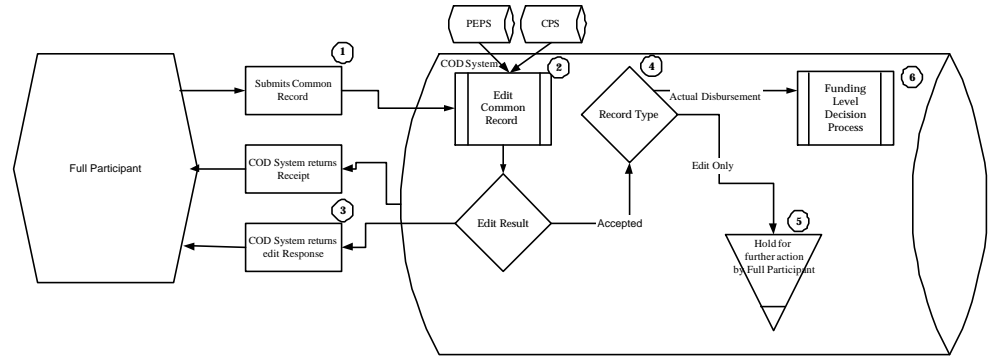 PEPS
CPS
1
Submits Common
Record
COD System
2
Edit
Common
Record
4
Record Type
Actual Disbursement
6
Funding
Level
Decision
Process
Full Participant
COD System returns
Receipt
Edit Only
3
COD System returns
edit Response
Edit Result
Accepted
5
Hold for
further action
by Full Participant